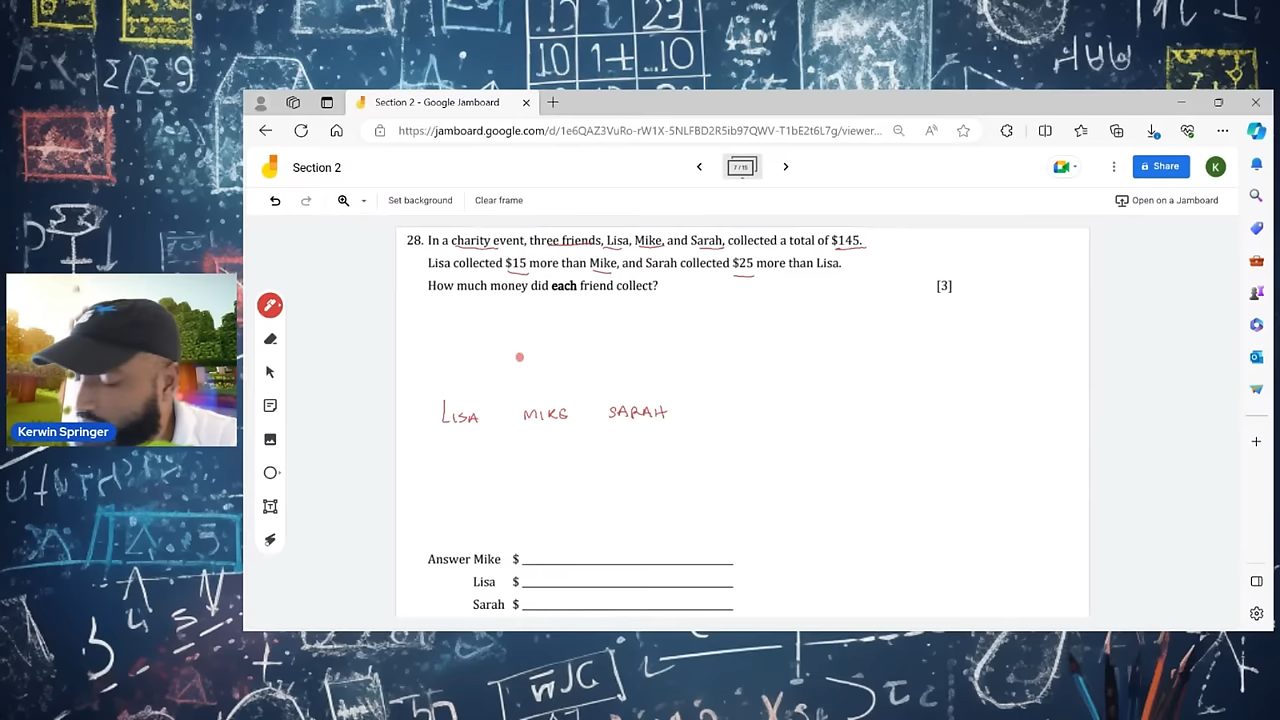 Section 2 - Google Jamboard
https://jamboard.google.com/d/1e6QAZ3VuRo-rW1X-5NLFBD2R5ib97QWV-T1bE2t6L7g/viewer...
Section 2
7 / 15
Share
K
Set background
Clear frame
Open on a Jamboard
28. In a charity event, three friends, Lisa, Mike, and Sarah, collected a total of $145.
Lisa collected $15 more than Mike, and Sarah collected $25 more than Lisa.
How much money did each friend collect? [3]
LISA MIKE SARAH
Kerwin Springer
Answer Mike $
Lisa $
Sarah $